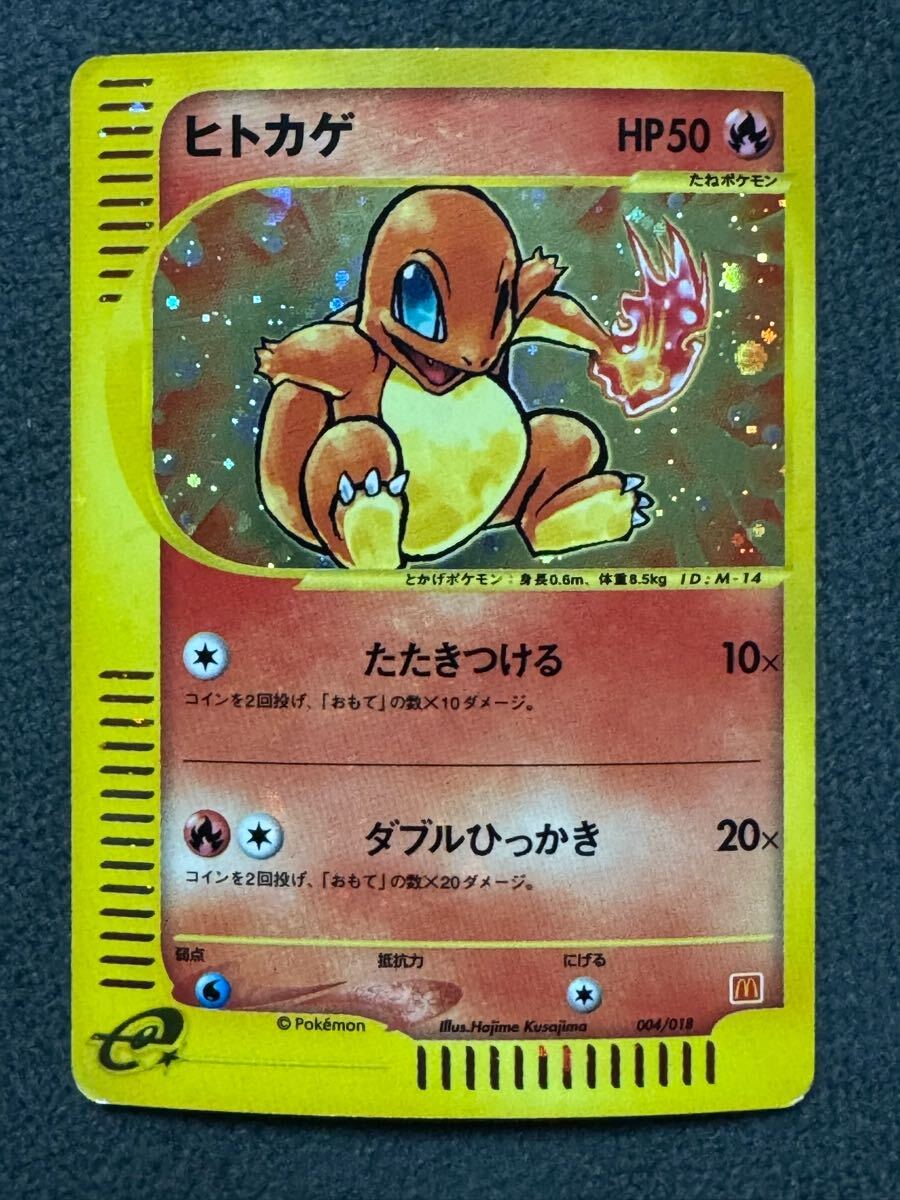 ヒトカゲ HP50
たねポケモン
とかげポケモン：身長0.6m、体重8.5kg ID:M-14
たたきつける 10×
コインを2回投げ、「おもて」の数×10ダメージ。
ダブルひっかき 20×
コインを2回投げ、「おもて」の数×20ダメージ。
弱点 抵抗力 にげる
© Pokémon Illus.Hajime Kusajima 004/018